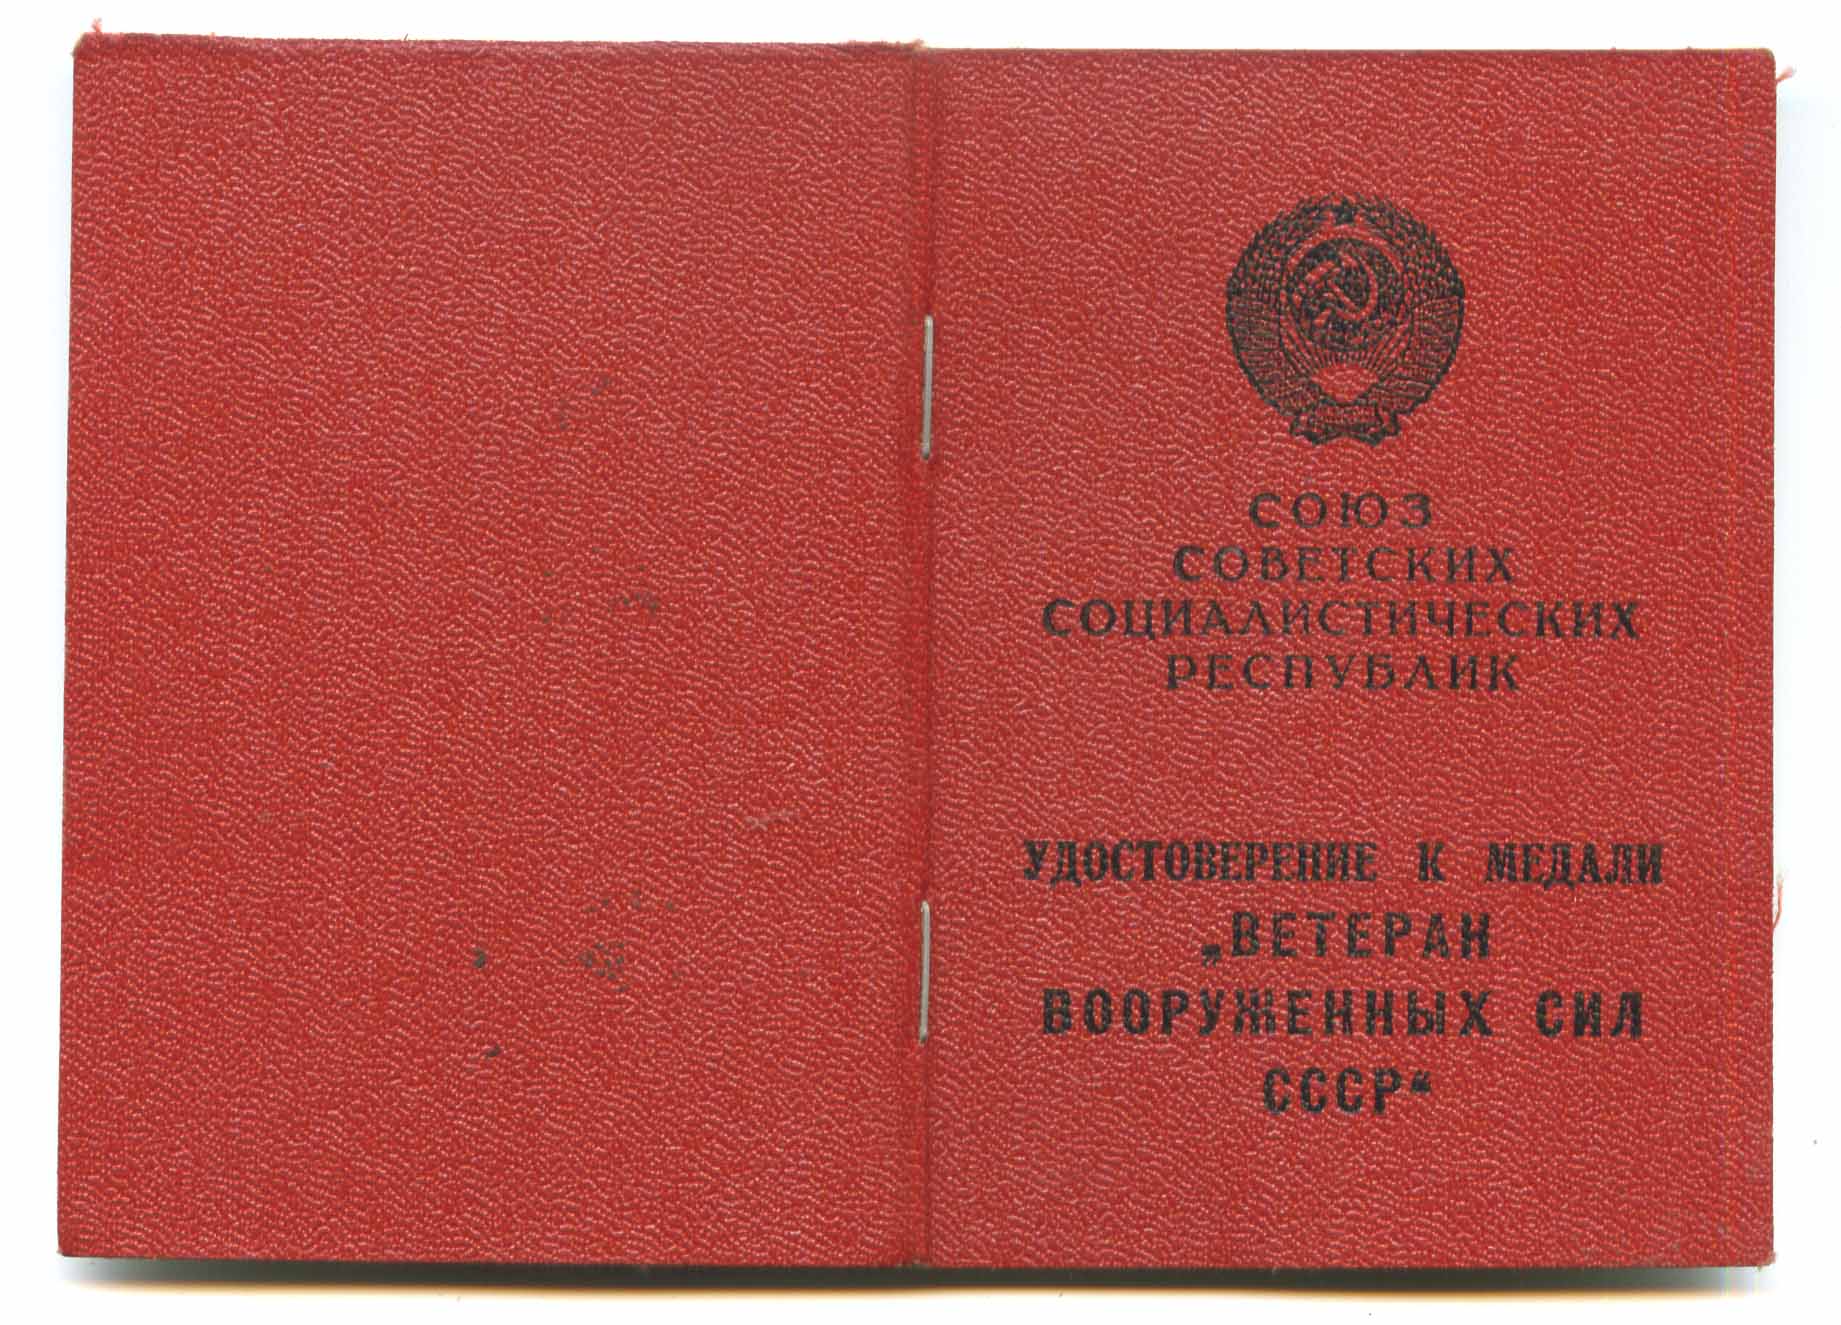 СОЮЗ
СОВЕТСКИХ
СОЦИАЛИСТИЧЕСКИХ
РЕСПУБЛИК
УДОСТОВЕРЕНИЕ К МЕДАЛИ
„ВЕТЕРАН
ВООРУЖЕННЫХ СИЛ
СССР“